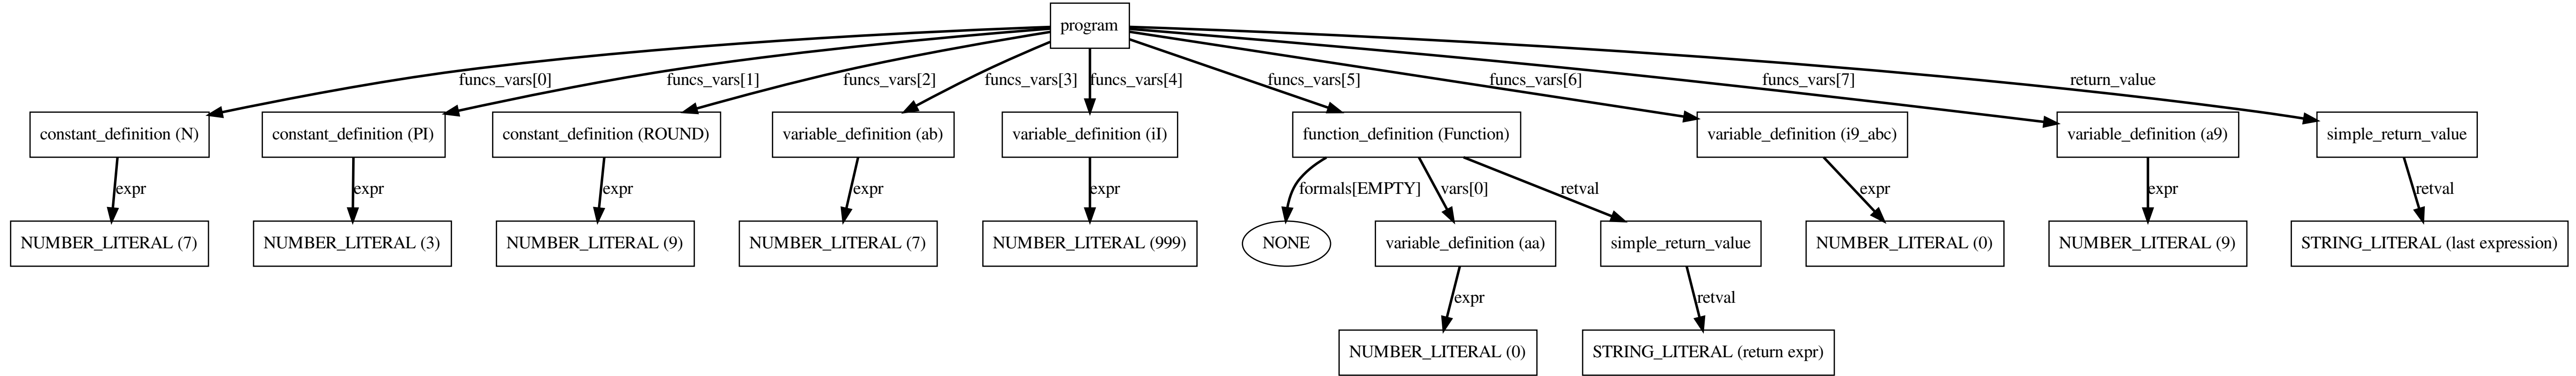 program
funcs_vars[0]
funcs_vars[1]
funcs_vars[2]
funcs_vars[3]
funcs_vars[4]
funcs_vars[5]
funcs_vars[6]
funcs_vars[7]
return_value
constant_definition (N)
constant_definition (PI)
constant_definition (ROUND)
variable_definition (ab)
variable_definition (iI)
function_definition (Function)
variable_definition (i9_abc)
variable_definition (a9)
simple_return_value
expr
expr
expr
expr
expr
formals[EMPTY]
vars[0]
retval
expr
expr
retval
NUMBER_LITERAL (7)
NUMBER_LITERAL (3)
NUMBER_LITERAL (9)
NUMBER_LITERAL (7)
NUMBER_LITERAL (999)
NONE
variable_definition (aa)
simple_return_value
NUMBER_LITERAL (0)
NUMBER_LITERAL (9)
STRING_LITERAL (last expression)
expr
retval
NUMBER_LITERAL (0)
STRING_LITERAL (return expr)